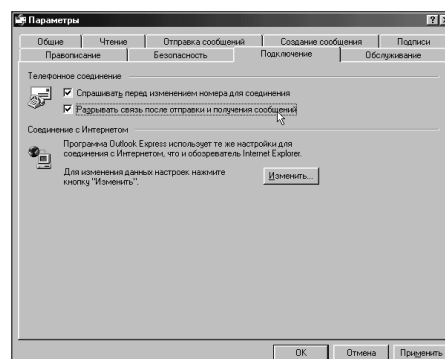 Параметры
Общие Чтение Отправка сообщений Создание сообщения Подписи
Правописание Безопасность Подключение Обслуживание
Телефонное соединение
Спрашивать перед изменением номера для соединения
Разрывать связь после отправки и получения сообщений
Соединение с Интернетом
Программа Outlook Express использует те же настройки для
соединения с Интернетом, что и обозреватель Internet Explorer.
Для изменения данных настроек нажмите
кнопку "Изменить".
Изменить...
OK Отмена Применить